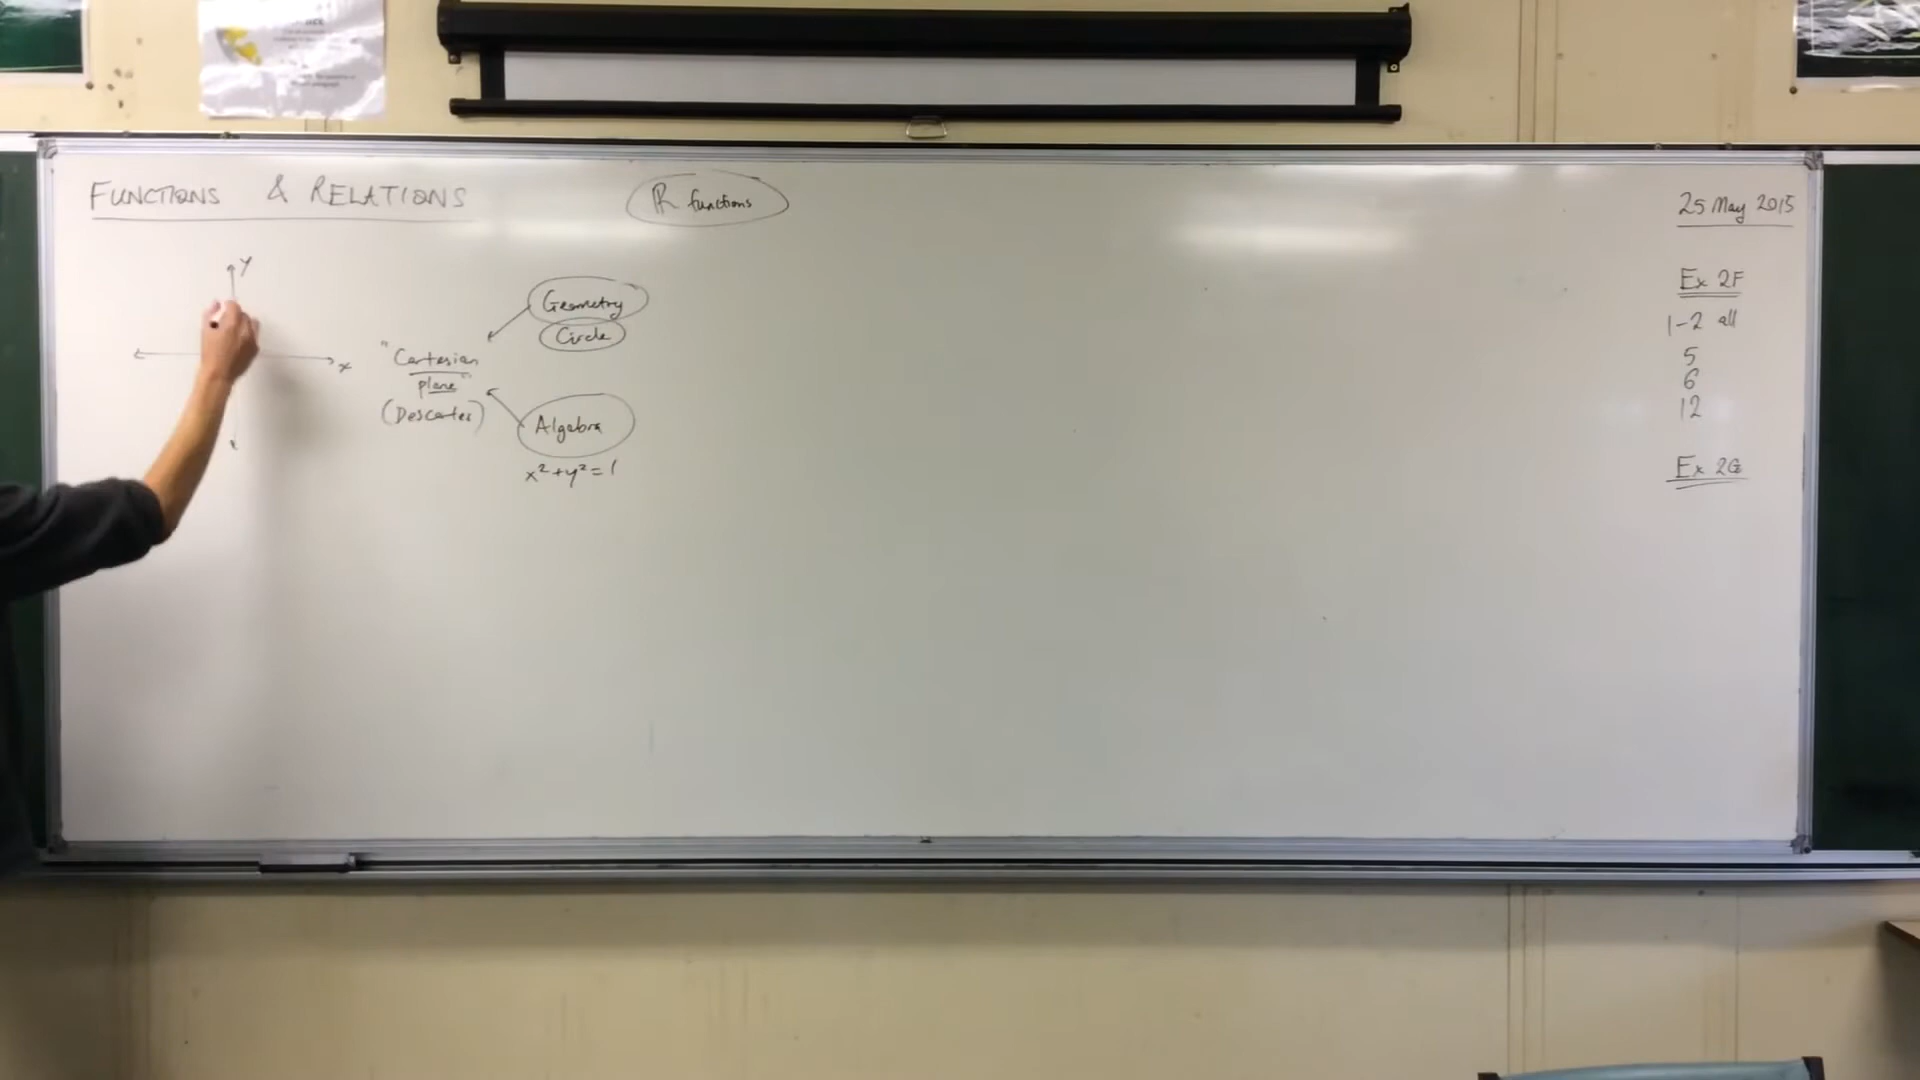 FUNCTIONS & RELATIONS
ℝ functions
25 May 2015
y
x
"Cartesian
plane"
(Descartes)
Geometry
Circle
Algebra
x²+y²=1
Ex 2F
1-2 all
5
6
12
Ex 2G